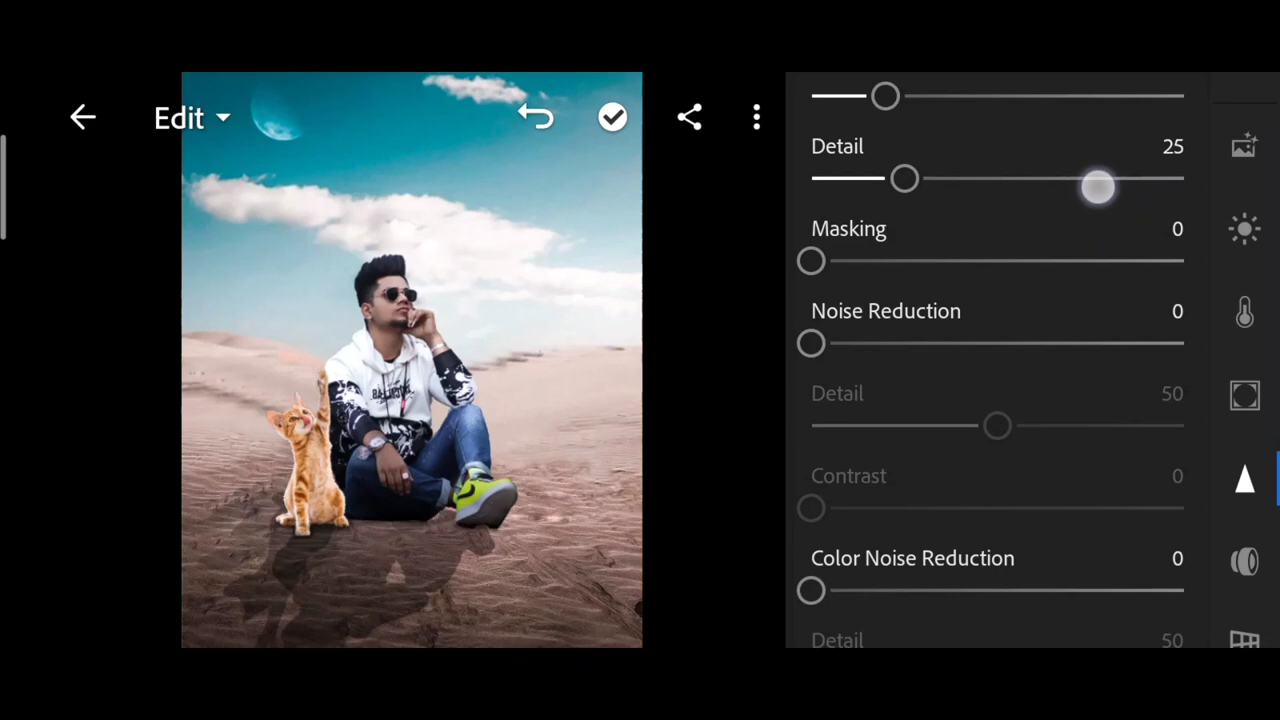 Edit
Detail 25
Masking 0
Noise Reduction 0
Detail 50
Contrast 0
Color Noise Reduction 0
Detail 50